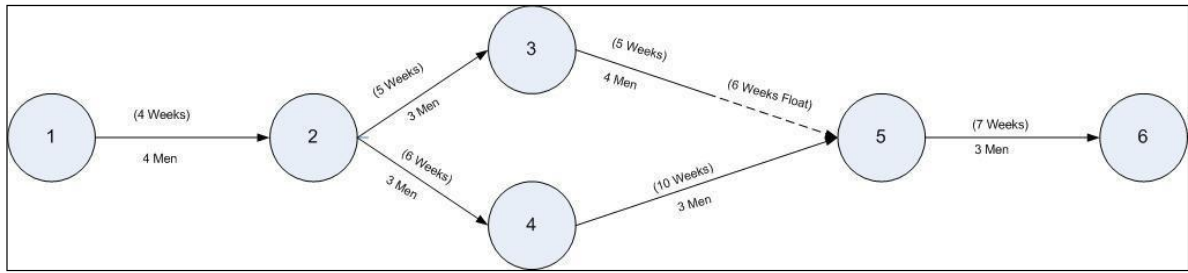 1
(4 Weeks)
4 Men
2
(5 Weeks)
3 Men
3
(5 Weeks)
4 Men
(6 Weeks Float)
(6 Weeks)
3 Men
4
(10 Weeks)
3 Men
5
(7 Weeks)
3 Men
6